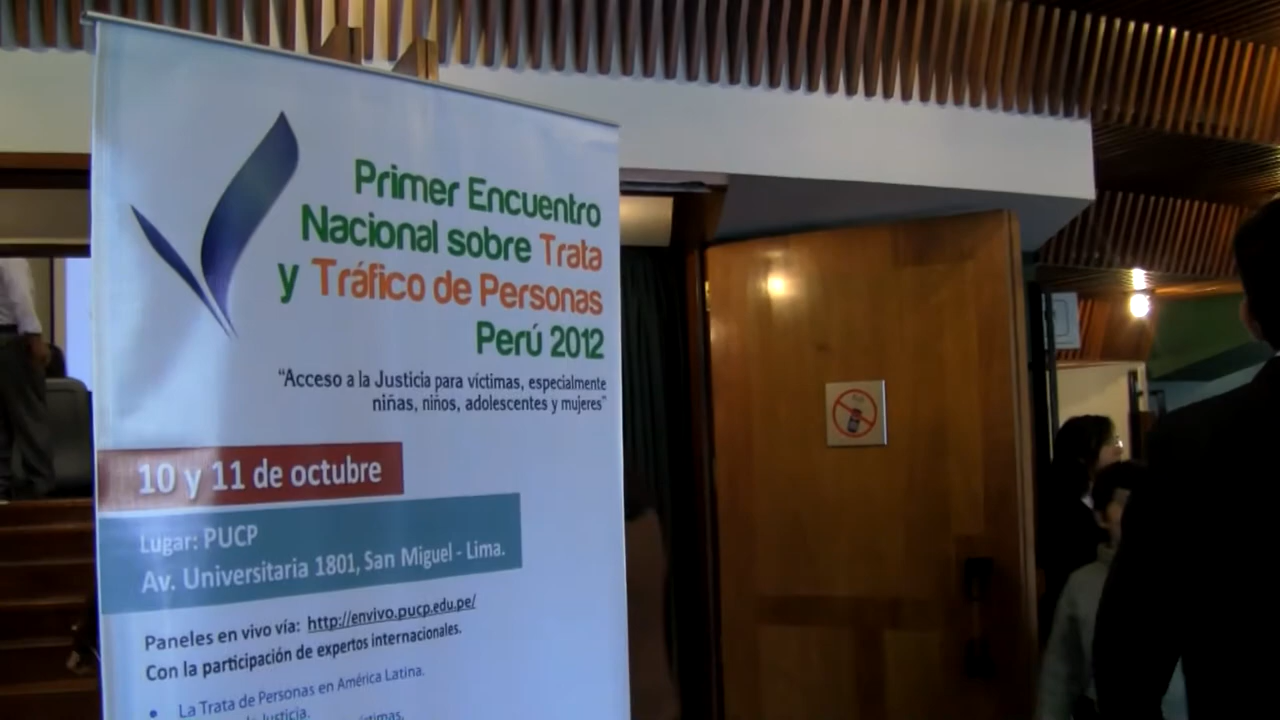 Primer Encuentro
Nacional sobre Trata
y Tráfico de Personas
Perú 2012
"Acceso a la Justicia para víctimas, especialmente
niñas, niños, adolescentes y mujeres"
10 y 11 de octubre
Lugar: PUCP
Av. Universitaria 1801, San Miguel - Lima.
Paneles en vivo vía: http://envivo.pucp.edu.pe/
Con la participación de expertos internacionales.
• La Trata de Personas en América Latina.
Justicia.